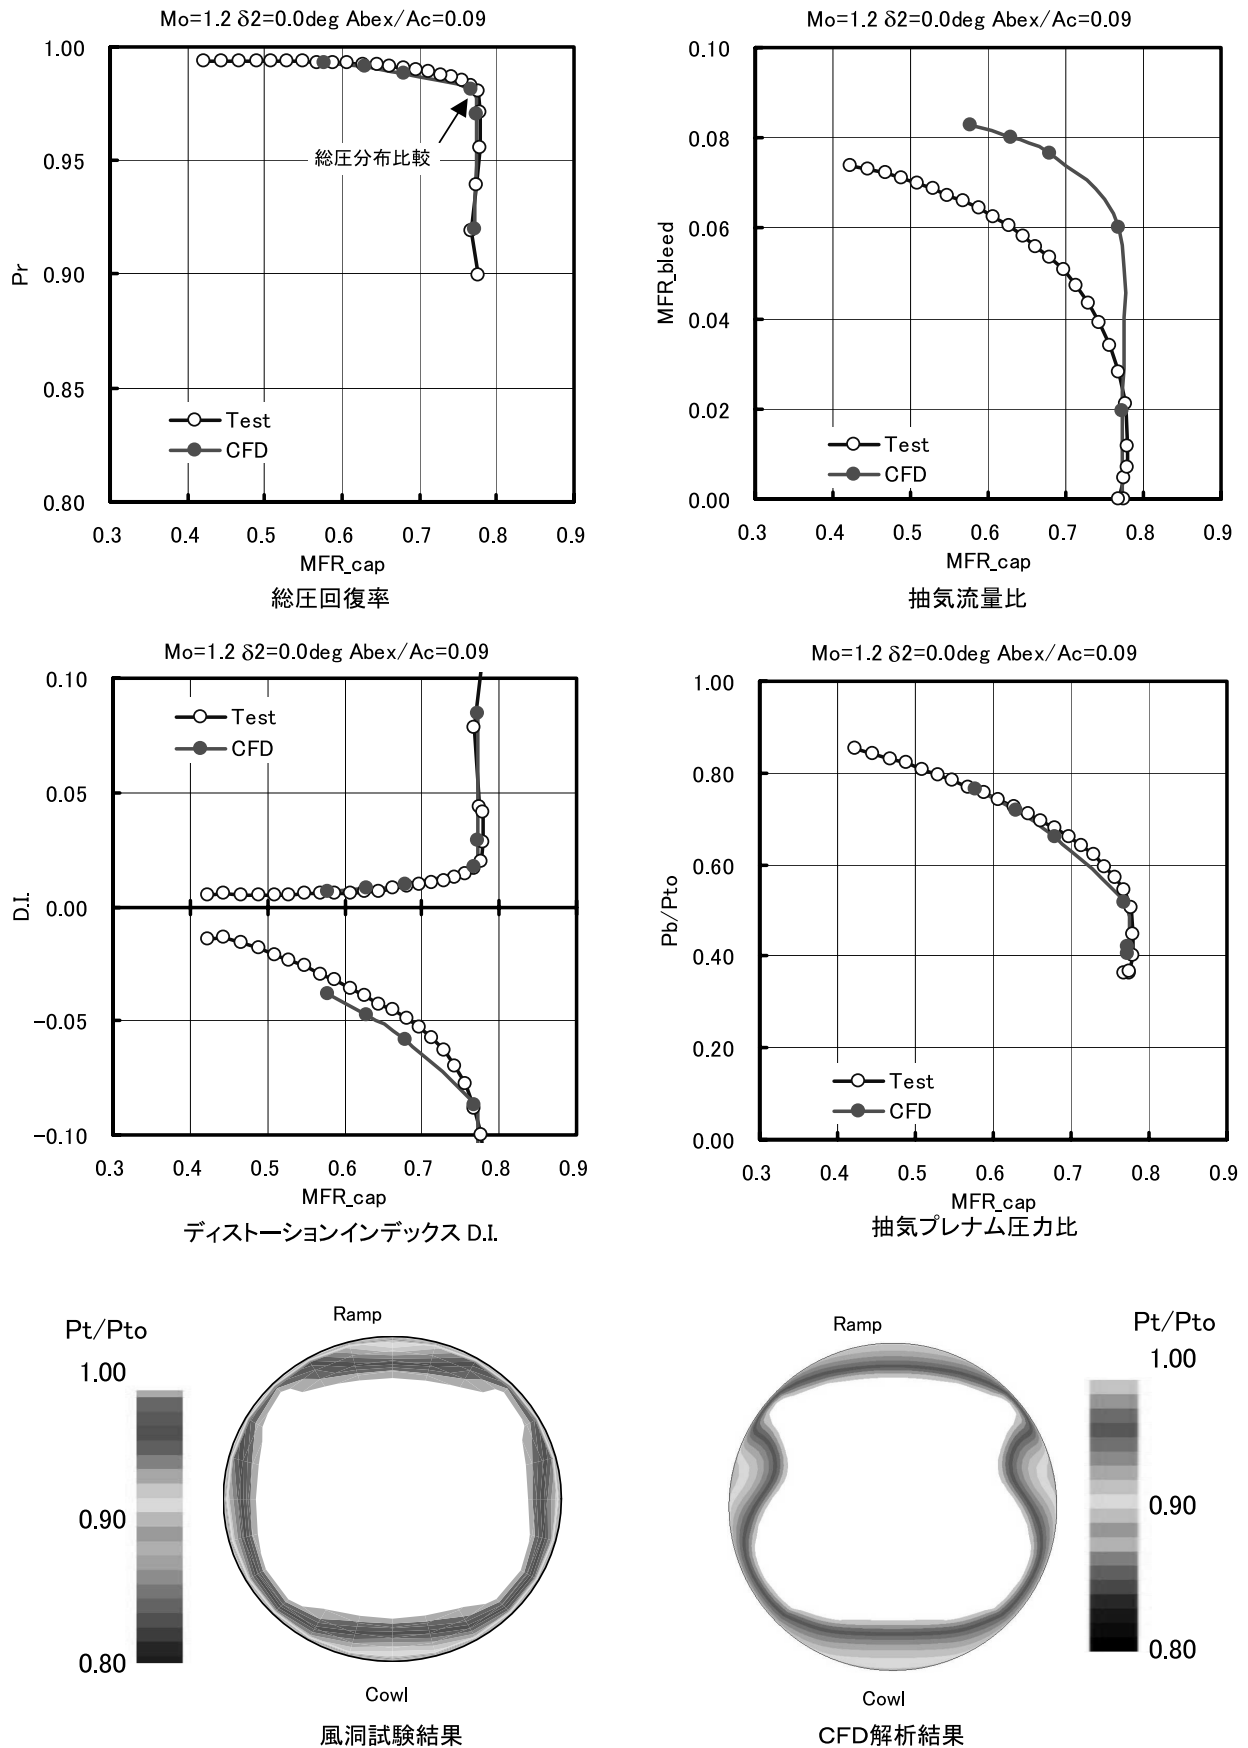 Mo=1.2 δ2=0.0deg Abex/Ac=0.09
1.00
0.95
0.90
0.85
0.80
Pr
総圧分布比較
Test
CFD
0.3 0.4 0.5 0.6 0.7 0.8 0.9
MFR_cap
総圧回復率
Mo=1.2 δ2=0.0deg Abex/Ac=0.09
0.10
0.08
0.06
0.04
0.02
0.00
MFR_bleed
Test
CFD
0.3 0.4 0.5 0.6 0.7 0.8 0.9
MFR_cap
抽気流量比
Mo=1.2 δ2=0.0deg Abex/Ac=0.09
0.10
0.05
0.00
-0.05
-0.10
D.I.
Test
CFD
0.3 0.4 0.5 0.6 0.7 0.8 0.9
MFR_cap
ディストーションインデックス D.I.
Mo=1.2 δ2=0.0deg Abex/Ac=0.09
1.00
0.80
0.60
0.40
0.20
0.00
Pb/Pto
Test
CFD
0.3 0.4 0.5 0.6 0.7 0.8 0.9
MFR_cap
抽気プレナム圧力比
Pt/Pto
1.00
0.90
0.80
Ramp
Cowl
風洞試験結果
Ramp
Cowl
Pt/Pto
1.00
0.90
0.80
CFD解析結果